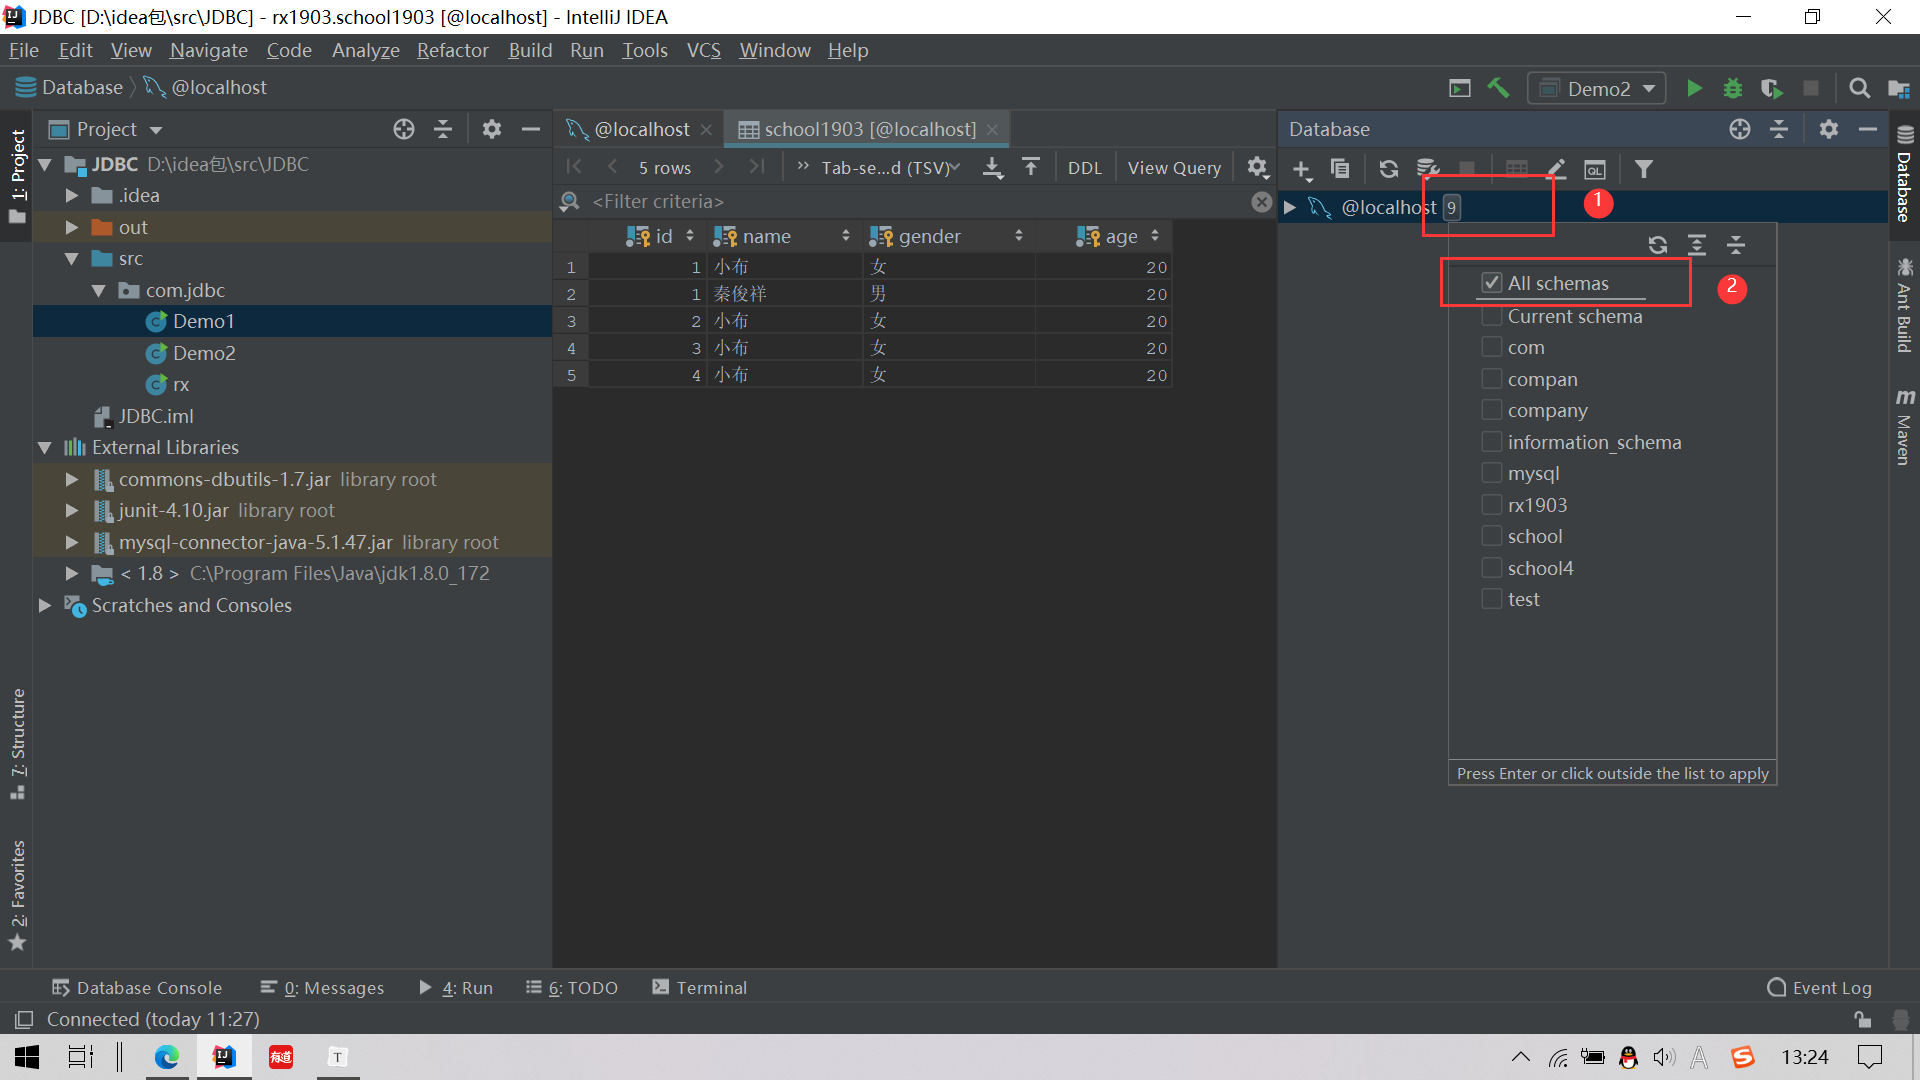 JDBC [D:\idea包\src\JDBC] - rx1903.school1903 [@localhost] - IntelliJ IDEA
File Edit View Navigate Code Analyze Refactor Build Run Tools VCS Window Help
Database @localhost Demo2
1: Project
7: Structure
2: Favorites
Project
JDBC D:\idea包\src\JDBC
.idea
out
src
com.jdbc
Demo1
Demo2
rx
JDBC.iml
External Libraries
commons-dbutils-1.7.jar library root
junit-4.10.jar library root
mysql-connector-java-5.1.47.jar library root
< 1.8 > C:\Program Files\Java\jdk1.8.0_172
Scratches and Consoles
@localhost school1903 [@localhost]
5 rows Tab-se...d (TSV) DDL View Query
<Filter criteria>
id name gender age
1 1 小布 女 20
2 1 秦俊祥 男 20
3 2 小布 女 20
4 3 小布 女 20
5 4 小布 女 20
Database
QL
@localhost 9
1
All schemas
2
Current schema
com
compan
company
information_schema
mysql
rx1903
school
school4
test
Press Enter or click outside the list to apply
Database
Ant Build
m
Maven
Database Console 0: Messages 4: Run 6: TODO Terminal Event Log
Connected (today 11:27)
IJ 有道 T A S 13:24